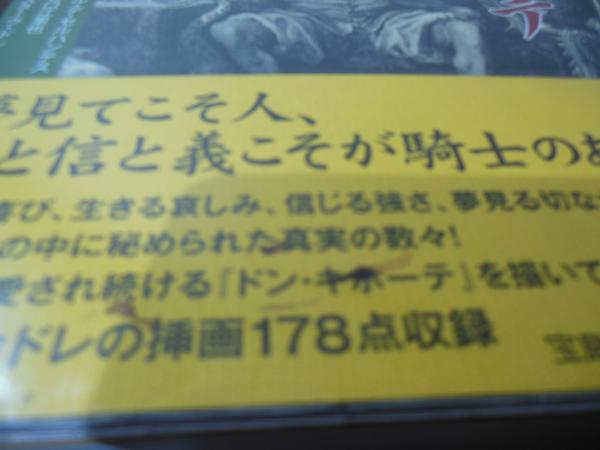 テ
夢見てこそ人、
と信と義こそが騎士のお
喜び、生きる哀しみ、信じる強さ、夢見る切な
の中に秘められた真実の数々!
愛され続ける『ドン・キホーテ』を描いて
ドレの挿画178点収録
宝島